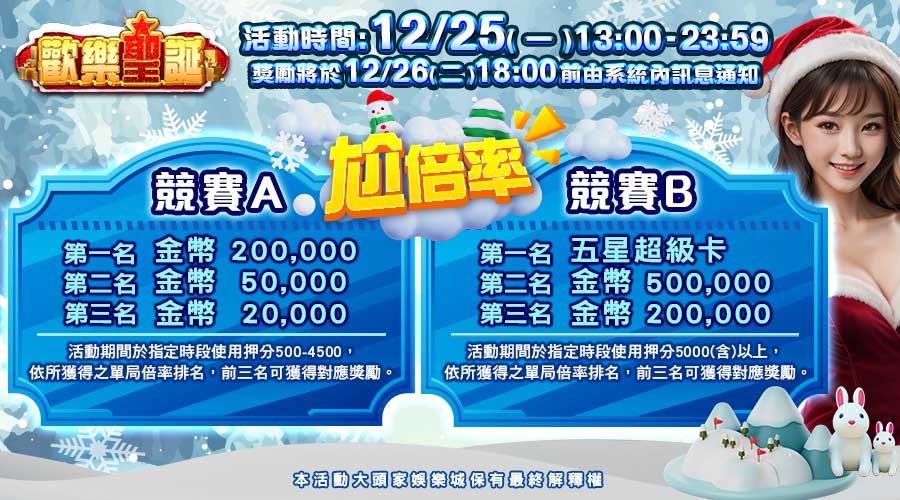 歡樂聖誕
活動時間:12/25(一)13:00-23:59
獎勵將於12/26(二)18:00前由系統內訊息通知
尬倍率
競賽A
第一名 金幣 200,000
第二名 金幣 50,000
第三名 金幣 20,000
活動期間於指定時段使用押分500-4500，
依所獲得之單局倍率排名，前三名可獲得對應獎勵。
競賽B
第一名 五星超級卡
第二名 金幣 500,000
第三名 金幣 200,000
活動期間於指定時段使用押分5000(含)以上，
依所獲得之單局倍率排名，前三名可獲得對應獎勵。
本活動大頭家娛樂城保有最終解釋權